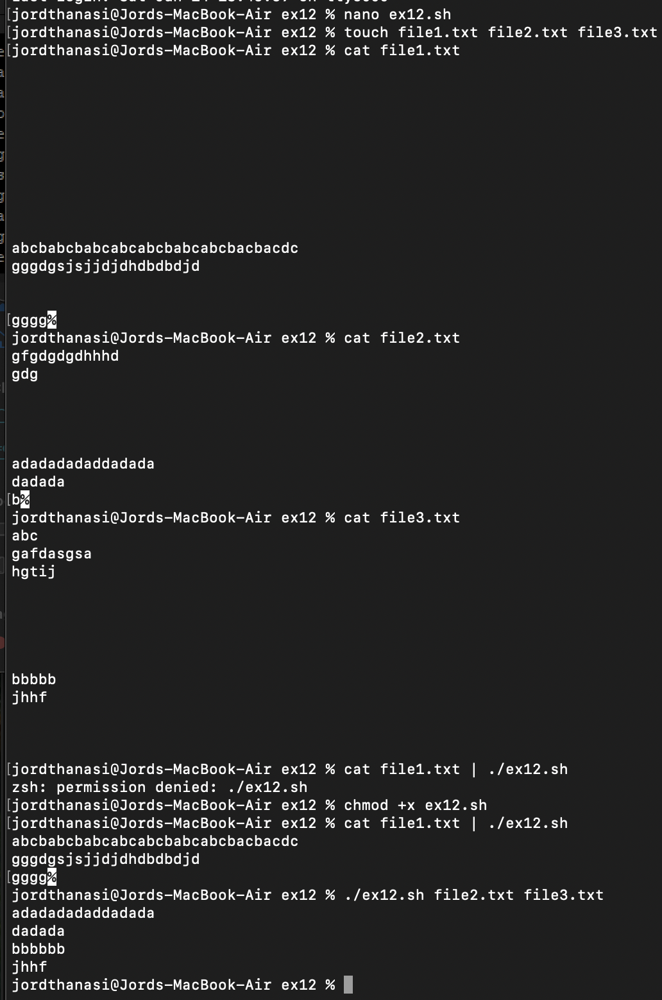 [jordthanasi@Jords-MacBook-Air ex12 % nano ex12.sh
[jordthanasi@Jords-MacBook-Air ex12 % touch file1.txt file2.txt file3.txt
[jordthanasi@Jords-MacBook-Air ex12 % cat file1.txt
abcbabcbabcabcabcbabcabcbacbacdc
gggdgsjsjjdjdhdbdbdjd
[gggg%
jordthanasi@Jords-MacBook-Air ex12 % cat file2.txt
gfgdgdgdhhhd
gdg
adadadadaddadada
dadada
[b%
jordthanasi@Jords-MacBook-Air ex12 % cat file3.txt
abc
gafdasgsa
hgtij
bbbbb
jhhf
[jordthanasi@Jords-MacBook-Air ex12 % cat file1.txt | ./ex12.sh
zsh: permission denied: ./ex12.sh
[jordthanasi@Jords-MacBook-Air ex12 % chmod +x ex12.sh
[jordthanasi@Jords-MacBook-Air ex12 % cat file1.txt | ./ex12.sh
abcbabcbabcabcabcbabcabcbacbacdc
gggdgsjsjjdjdhdbdbdjd
[gggg%
jordthanasi@Jords-MacBook-Air ex12 % ./ex12.sh file2.txt file3.txt
adadadadaddadada
dadada
bbbbbb
jhhf
jordthanasi@Jords-MacBook-Air ex12 %